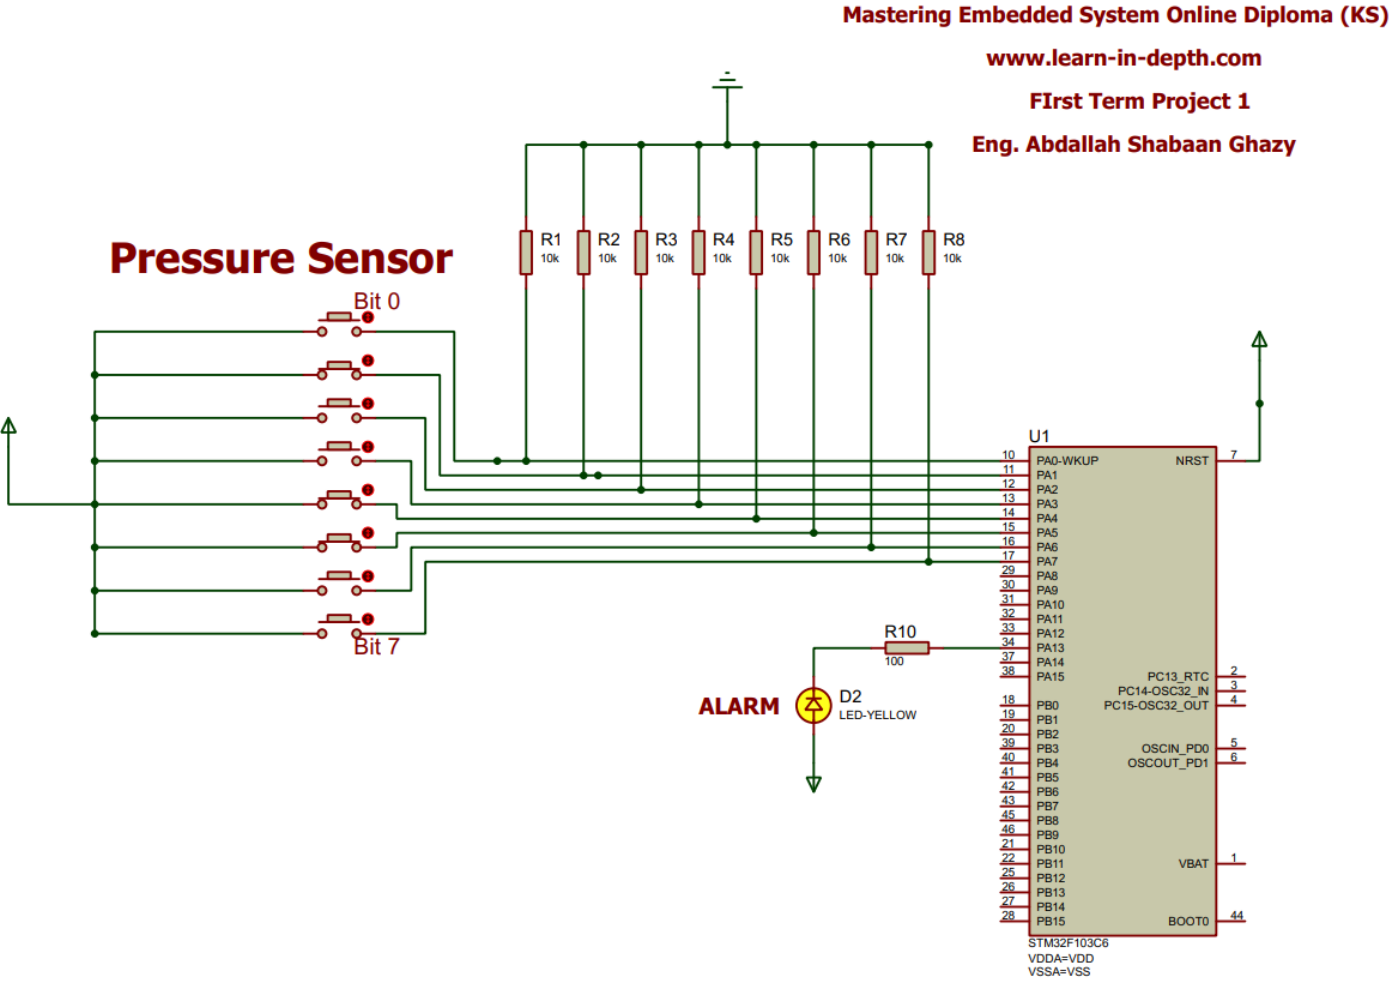 Mastering Embedded System Online Diploma (KS)
www.learn-in-depth.com
FIrst Term Project 1
Eng. Abdallah Shabaan Ghazy
Pressure Sensor
Bit 0
Bit 7
R1
10k
R2
10k
R3
10k
R4
10k
R5
10k
R6
10k
R7
10k
R8
10k
R10
100
ALARM
D2
LED-YELLOW
U1
10 PA0-WKUP
11 PA1
12 PA2
13 PA3
14 PA4
15 PA5
16 PA6
17 PA7
29 PA8
30 PA9
31 PA10
32 PA11
33 PA12
34 PA13
37 PA14
38 PA15
18 PB0
19 PB1
20 PB2
39 PB3
40 PB4
41 PB5
42 PB6
43 PB7
45 PB8
46 PB9
21 PB10
22 PB11
25 PB12
26 PB13
27 PB14
28 PB15
NRST 7
PC13_RTC 2
PC14-OSC32_IN 3
PC15-OSC32_OUT 4
OSCIN_PD0 5
OSCOUT_PD1 6
VBAT 1
BOOT0 44
STM32F103C6
VDDA=VDD
VSSA=VSS